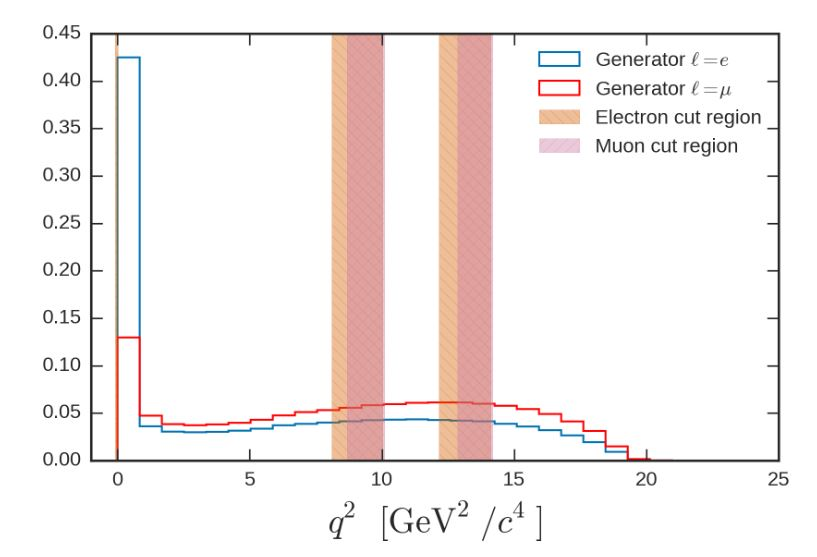 0.45
0.40
0.35
0.30
0.25
0.20
0.15
0.10
0.05
0.00
0 5 10 15 20 25
q² [GeV² /c⁴ ]
Generator ℓ=e
Generator ℓ=μ
Electron cut region
Muon cut region